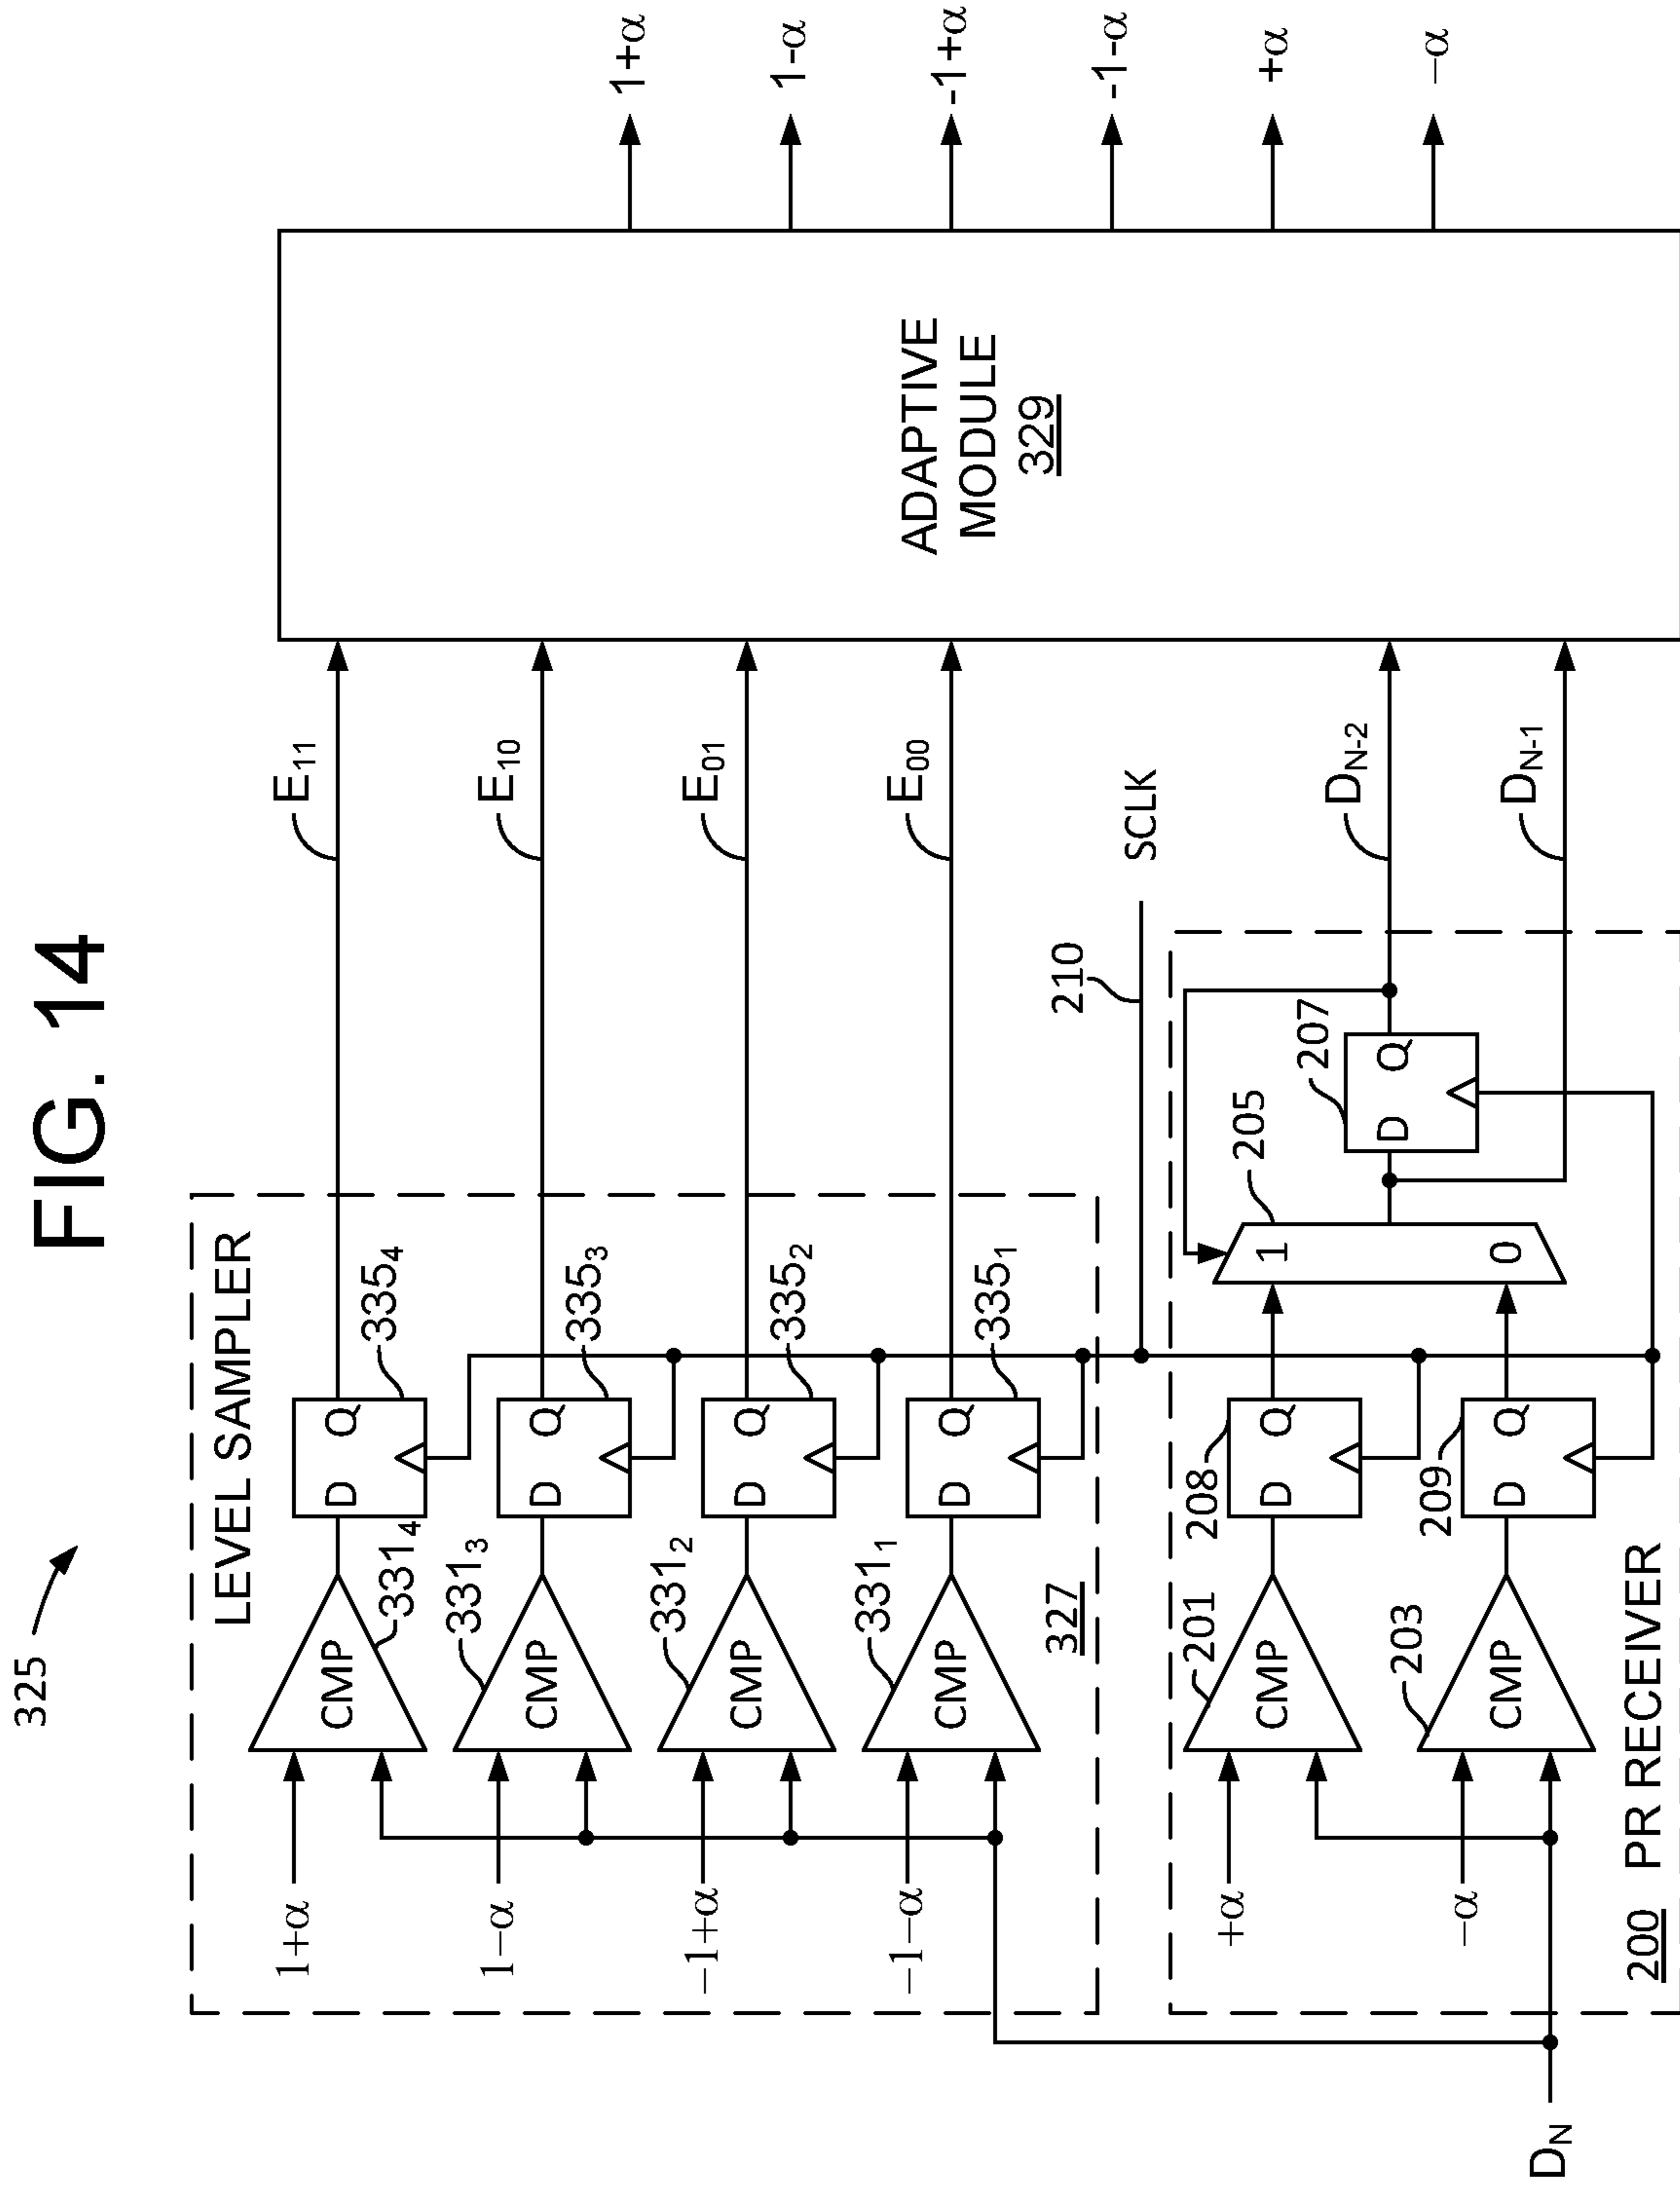 FIG. 14
325
LEVEL SAMPLER
1+α
CMP
331₄
D Q
335₄
E₁₁
1−α
CMP
331₃
D Q
335₃
E₁₀
−1+α
CMP
331₂
D Q
335₂
E₀₁
−1−α
CMP
331₁
D Q
335₁
E₀₀
327
210
SCLK
+α
CMP
201
D Q
208
1
0
205
D Q
207
D_N-2
−α
CMP
203
D Q
209
D_N-1
200 PR RECEIVER
D_N
ADAPTIVE
MODULE
329
1+α
1-α
-1+α
-1-α
+α
−α